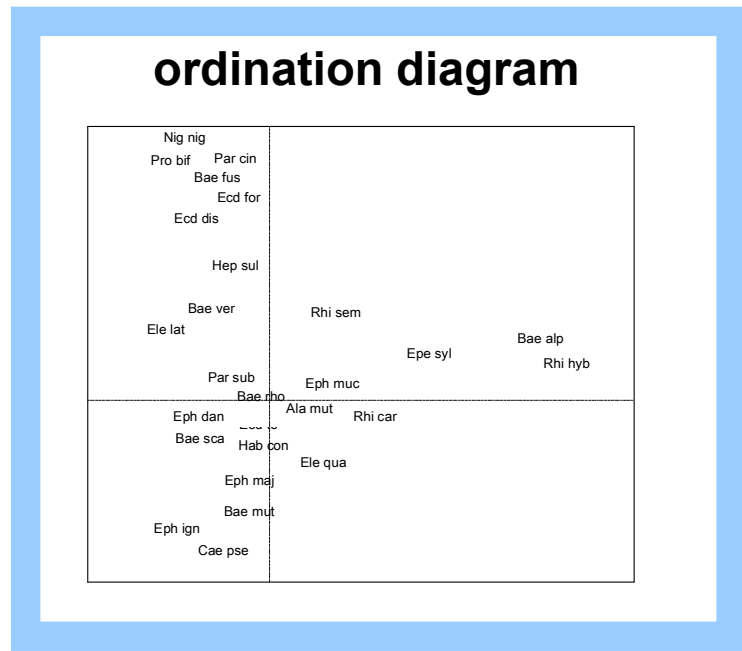 ordination diagram
Nig nig
Pro bif
Par cin
Bae fus
Ecd for
Ecd dis
Hep sul
Bae ver
Rhi sem
Ele lat
Bae alp
Epe syl
Rhi hyb
Par sub
Eph muc
Bae rho
Ala mut
Eph dan
Rhi car
Bae sca
Hab con
Ele qua
Eph maj
Bae mut
Eph ign
Cae pse